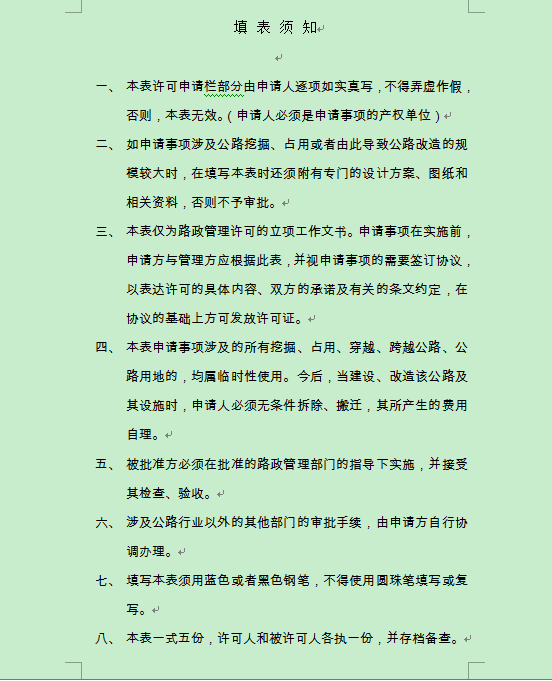 填 表 须 知
一、 本表许可申请栏部分由申请人逐项如实真写，不得弄虚作假，
否则，本表无效。（申请人必须是申请事项的产权单位）
二、 如申请事项涉及公路挖掘、占用或者由此导致公路改造的规
模较大时，在填写本表时还须附有专门的设计方案、图纸和
相关资料，否则不予审批。
三、 本表仅为路政管理许可的立项工作文书。申请事项在实施前，
申请方与管理方应根据此表，并视申请事项的需要签订协议，
以表达许可的具体内容、双方的承诺及有关的条文约定，在
协议的基础上方可发放许可证。
四、 本表申请事项涉及的所有挖掘、占用、穿越、跨越公路、公
路用地的，均属临时性使用。今后，当建设、改造该公路及
其设施时，申请人必须无条件拆除、搬迁，其所产生的费用
自理。
五、 被批准方必须在批准的路政管理部门的指导下实施，并接受
其检查、验收。
六、 涉及公路行业以外的其他部门的审批手续，由申请方自行协
调办理。
七、 填写本表须用蓝色或者黑色钢笔，不得使用圆珠笔填写或复
写。
八、 本表一式五份，许可人和被许可人各执一份，并存档备查。